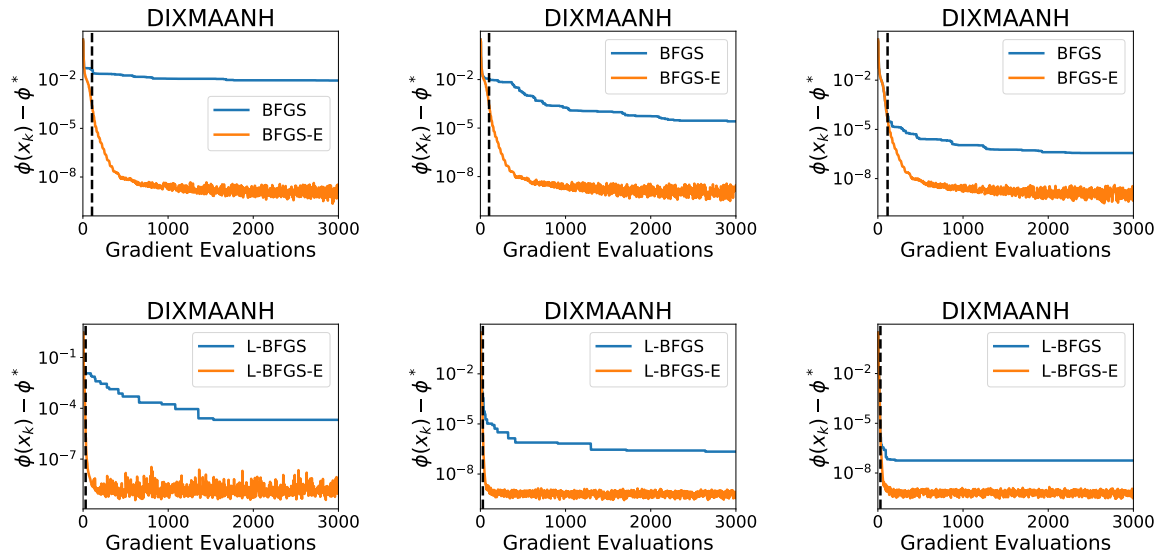 DIXMAANH
ϕ(x_k) − ϕ*
10^−2
10^−5
10^−8
BFGS
BFGS-E
0 1000 2000 3000
Gradient Evaluations
DIXMAANH
ϕ(x_k) − ϕ*
10^−2
10^−5
10^−8
BFGS
BFGS-E
0 1000 2000 3000
Gradient Evaluations
DIXMAANH
ϕ(x_k) − ϕ*
10^−2
10^−5
10^−8
BFGS
BFGS-E
0 1000 2000 3000
Gradient Evaluations
DIXMAANH
ϕ(x_k) − ϕ*
10^−1
10^−4
10^−7
L-BFGS
L-BFGS-E
0 1000 2000 3000
Gradient Evaluations
DIXMAANH
ϕ(x_k) − ϕ*
10^−2
10^−5
10^−8
L-BFGS
L-BFGS-E
0 1000 2000 3000
Gradient Evaluations
DIXMAANH
ϕ(x_k) − ϕ*
10^−2
10^−5
10^−8
L-BFGS
L-BFGS-E
0 1000 2000 3000
Gradient Evaluations